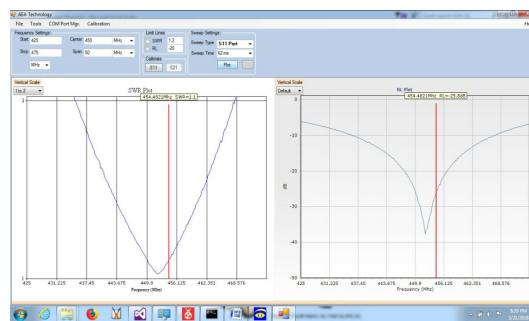 AEA Technology
File Tools COM Port Mgr. Calibration
Frequency Settings:
Start 425 Center 450 MHz
Stop 475 Span 50 MHz
MHz
Limit Lines
SWR 1.2
RL -20
Calibrate
S11 S21
Sweep Settings:
Sweep Type S11 Port
Sweep Time 62 ms
Plot
Vertical Scale
1 to 2
SWR Plot
454.4821MHz SWR=1.1
2
1
425 431.225 437.45 443.675 449.9 456.125 462.351 468.576
Frequency (MHz)
Vertical Scale
Default
RL Plot
454.4821MHz RL=-25.8dB
0
-10
-20
-30
-40
-50
dB
425 431.225 437.45 443.675 449.9 456.125 462.351 468.576
Frequency (MHz)